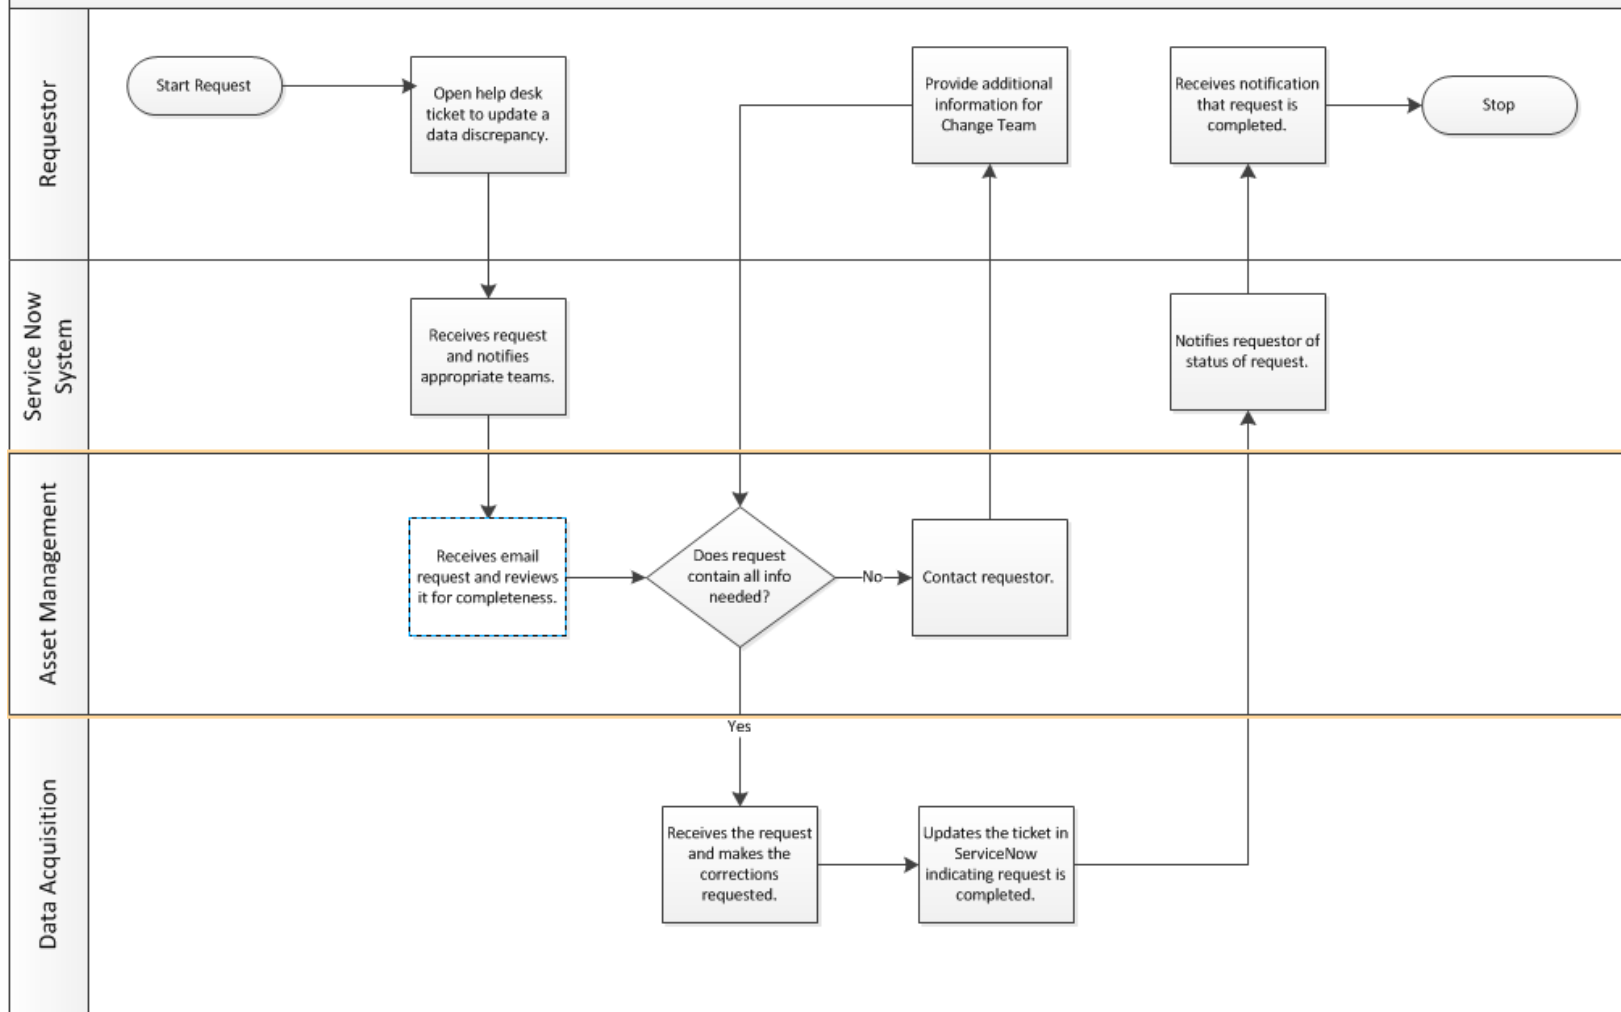 Requestor
Start Request
Open help desk
ticket to update a
data discrepancy.
Provide additional
information for
Change Team
Receives notification
that request is
completed.
Stop
Service Now
System
Receives request
and notifies
appropriate teams.
Notifies requestor of
status of request.
Asset Management
Receives email
request and reviews
it for completeness.
Does request
contain all info
needed?
No
Contact requestor.
Yes
Data Acquisition
Receives the request
and makes the
corrections
requested.
Updates the ticket in
ServiceNow
indicating request is
completed.